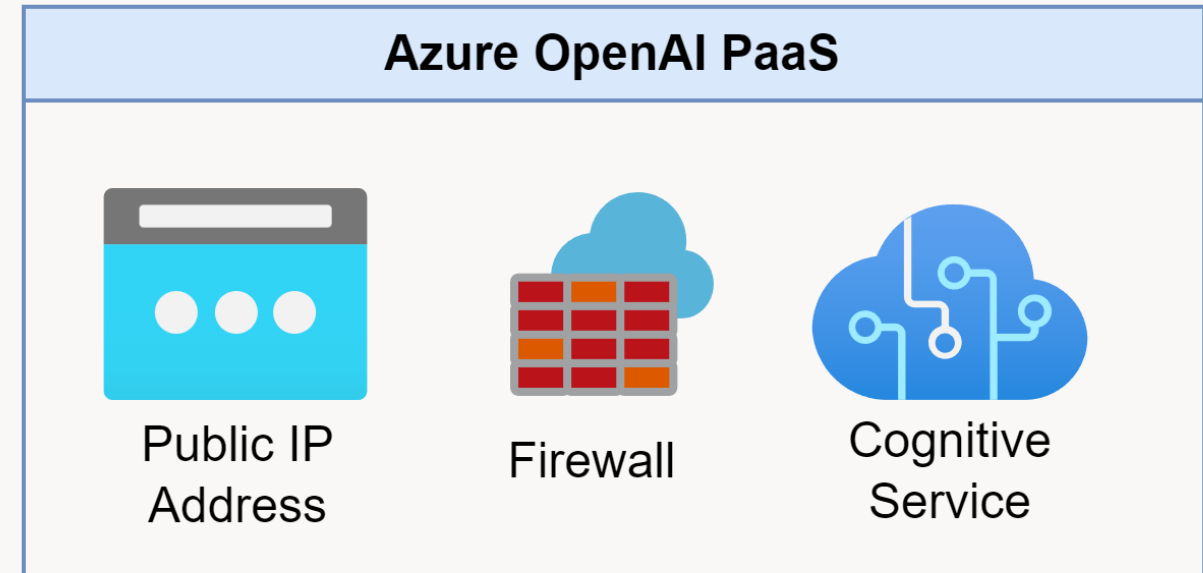 Azure OpenAI PaaS
Public IP
Address
Firewall
Cognitive
Service